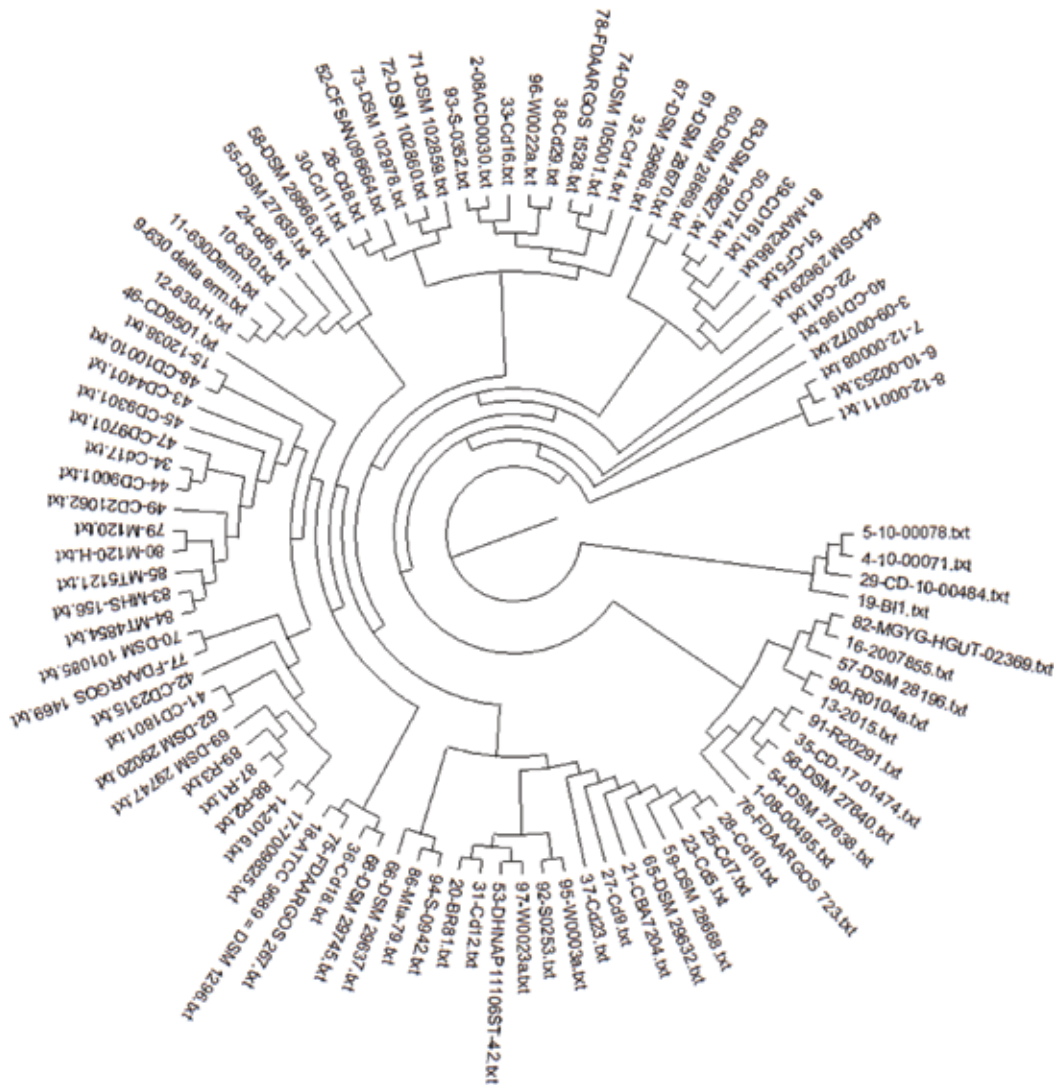 78-FDAARGOS 1528.txt
74-DSM 105001.txt
32-Cd14.txt
67-DSM 29688.txt
61-DSM 28670.txt
60-DSM 28669.txt
63-DSM 29627.txt
50-CD74.txt
39-CD161.txt
81-MAR286.txt
51-CF5.txt
64-DSM 29629.txt
22-Cd1.txt
40-CD196.txt
3-09-00072.txt
7-12-00008.txt
6-10-00253.txt
8-12-00011.txt
5-10-00078.txt
4-10-00071.txt
29-CD-10-00484.txt
19-BI1.txt
82-MGYG-HGUT-02369.txt
16-2007855.txt
57-DSM 28196.txt
90-R0104a.txt
13-2015.txt
91-R20291.txt
35-CD-17-01474.txt
56-DSM 27640.txt
54-DSM 27638.txt
1-08-00495.txt
76-FDAARGOS 723.txt
28-Cd10.txt
25-Cd7.txt
23-Cd5.txt
59-DSM 28668.txt
65-DSM 29632.txt
21-CBA7204.txt
27-Cd9.txt
37-Cd23.txt
95-W0003a.txt
92-S0253.txt
97-W0023a.txt
53-DHNAP11106ST-42.txt
31-Cd12.txt
20-BR81.txt
94-S-0942.txt
86-Mta-79.txt
66-DSM 29637.txt
68-DSM 29745.txt
36-Cd18.txt
75-FDAARGOS 267.txt
18-ATCC 9689 = DSM 1296.txt
17-7009825.txt
14-2016.txt
88-R2.txt
87-R1.txt
89-R3.txt
69-DSM 29747.txt
62-DSM 29020.txt
41-CD1801.txt
42-CD2315.txt
77-FDAARGOS 1469.txt
70-DSM 101085.txt
84-MT4854.txt
83-MHS-156.txt
85-MT5121.txt
80-M120-H.txt
79-M120.txt
49-CD21062.txt
44-CD9001.txt
34-Cd17.txt
47-CD9701.txt
45-CD9301.txt
43-CD4401.txt
48-CD10010.txt
15-12038.txt
46-CD9501.txt
12-630-H.txt
9-630 delta erm.txt
11-630Derm.txt
10-630.txt
24-cd6.txt
55-DSM 27639.txt
58-DSM 28666.txt
30-Cd11.txt
26-Cd8.txt
52-CFSAN096664.txt
73-DSM 102978.txt
72-DSM 102860.txt
71-DSM 102859.txt
93-S-0352.txt
2-08ACD0030.txt
33-Cd16.txt
96-W0022a.txt
38-Cd29.txt